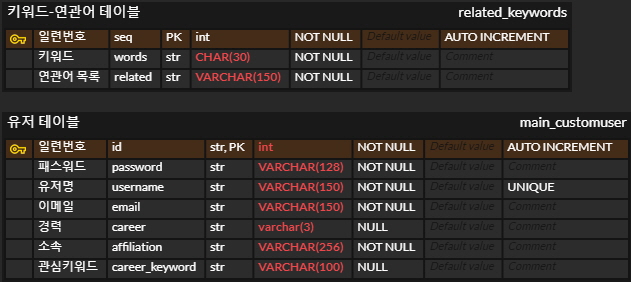 키워드-연관어 테이블 related_keywords
일련번호 seq PK int NOT NULL Default value AUTO INCREMENT
키워드 words str CHAR(30) NOT NULL Default value Comment
연관어 목록 related str VARCHAR(150) NOT NULL Default value Comment
유저 테이블 main_customuser
일련번호 id str, PK int NOT NULL Default value AUTO INCREMENT
패스워드 password str VARCHAR(128) NOT NULL Default value Comment
유저명 username str VARCHAR(150) NOT NULL Default value UNIQUE
이메일 email str VARCHAR(150) NOT NULL Default value Comment
경력 career str varchar(3) NULL Default value Comment
소속 affiliation str VARCHAR(256) NOT NULL Default value Comment
관심키워드 career_keyword str VARCHAR(100) NULL Default value Comment